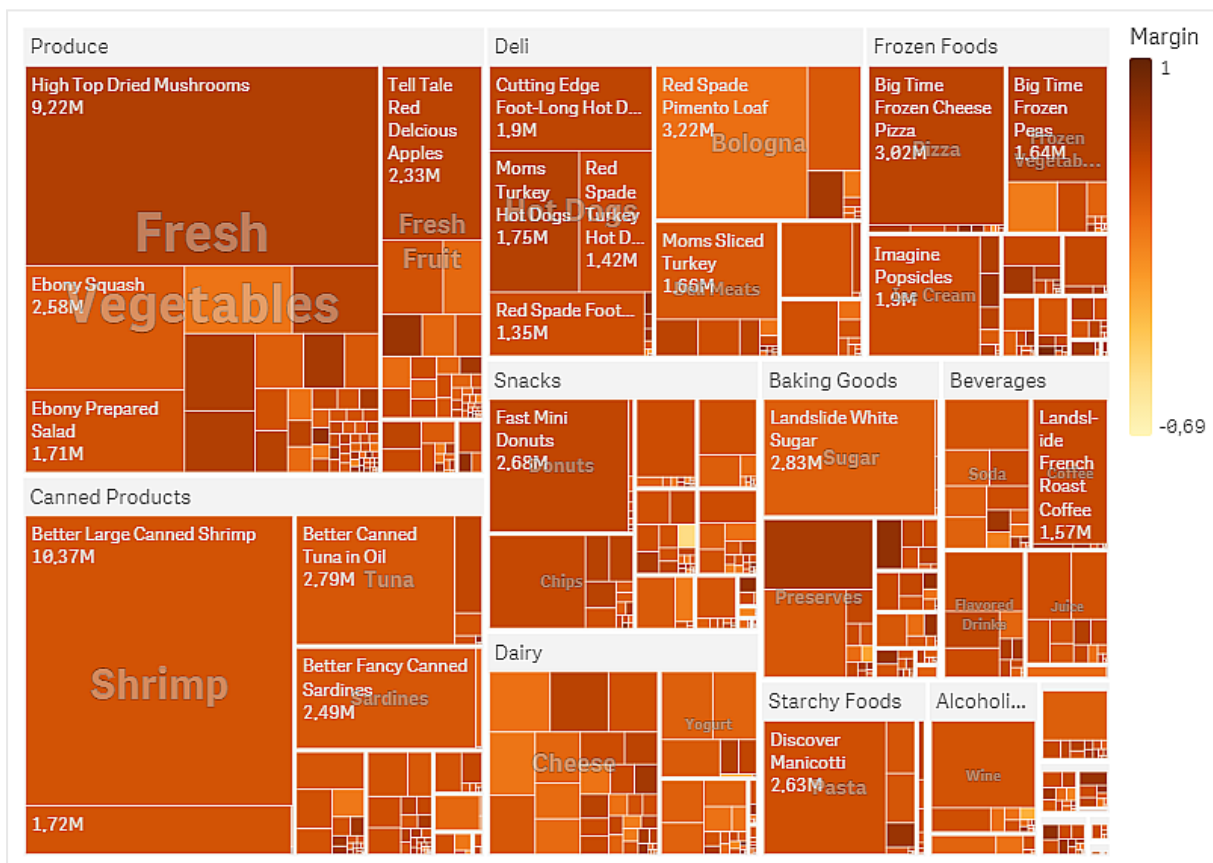 Produce
High Top Dried Mushrooms
9,22M
Fresh
Vegetables
Ebony Squash
2,58M
Ebony Prepared
Salad
1,71M
Tell Tale
Red
Delcious
Apples
2,33M
Fresh
Fruit
Deli
Cutting Edge
Foot-Long Hot D...
1,9M
Moms
Turkey
Hot Dogs
1,75M
Red
Spade
Turkey
Hot D...
1,42M
Hot Dogs
Red Spade Foot...
1,35M
Red Spade
Pimento Loaf
3,22M
Bologna
Moms Sliced
Turkey
1,66M
Deli Meats
Frozen Foods
Big Time
Frozen Cheese
Pizza
3,02M
Pizza
Big Time
Frozen
Peas
1,64M
Frozen
Vegetab...
Imagine
Popsicles
1,9M
Ice Cream
Margin
1
-0,69
Canned Products
Better Large Canned Shrimp
10,37M
Shrimp
1,72M
Better Canned
Tuna in Oil
2,79M
Tuna
Better Fancy Canned
Sardines
2,49M
Sardines
Snacks
Fast Mini
Donuts
2,68M
Donuts
Chips
Dairy
Cheese
Yogurt
Baking Goods
Landslide White
Sugar
2,83M
Sugar
Preserves
Beverages
Soda
Landsl-
ide
French
Roast
Coffee
1,57M
Coffee
Flavored
Drinks
Juice
Starchy Foods
Discover
Manicotti
2,63M
Pasta
Alcoholi...
Wine